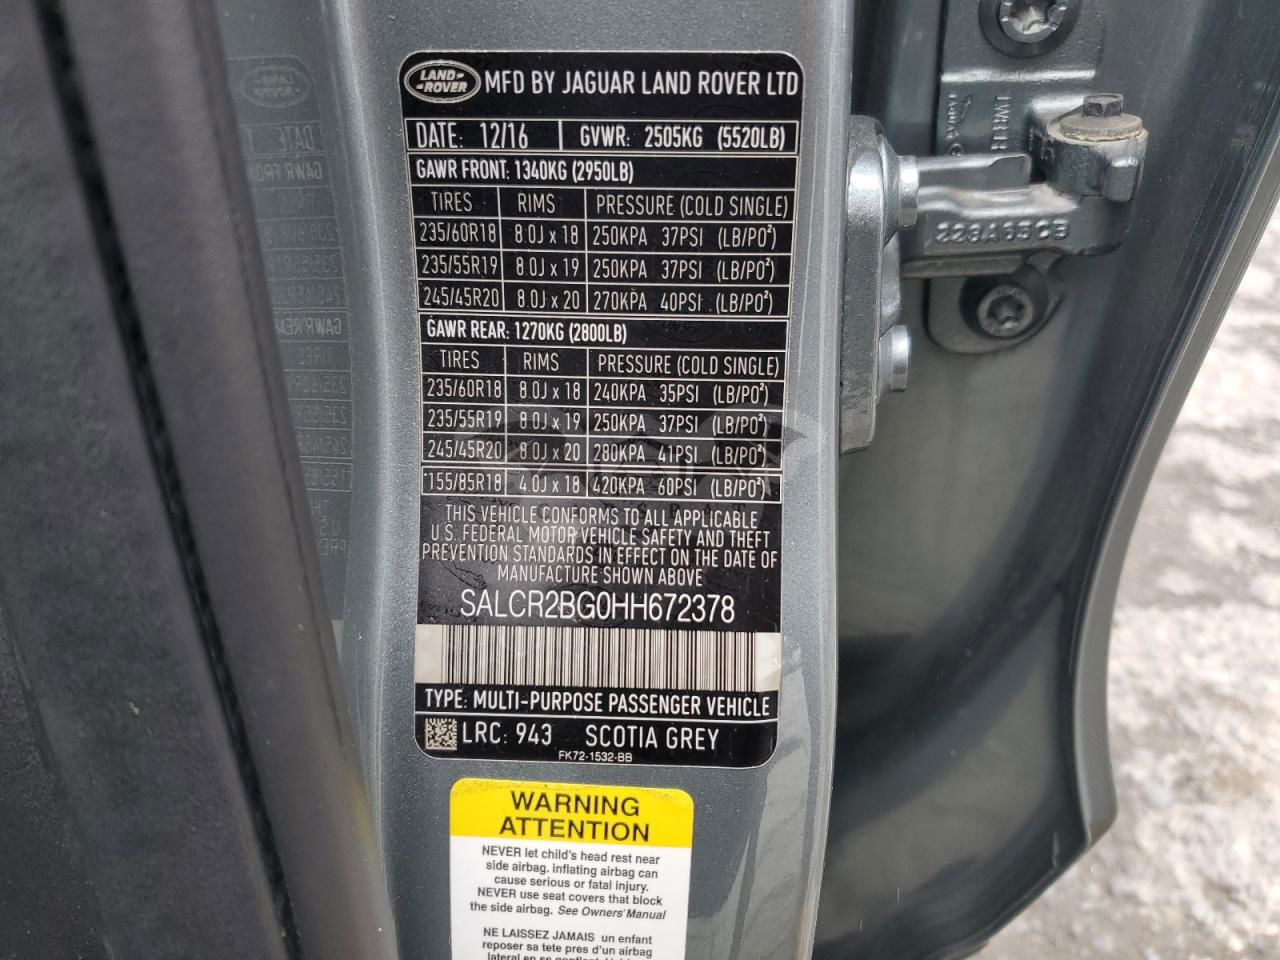 LAND-
-ROVER
MFD BY JAGUAR LAND ROVER LTD
DATE: 12/16 GVWR: 2505KG (5520LB)
GAWR FRONT: 1340KG (2950LB)
TIRES RIMS PRESSURE (COLD SINGLE)
235/60R18 8.0J x 18 250KPA 37PSI (LB/PO²)
235/55R19 8.0J x 19 250KPA 37PSI (LB/PO²)
245/45R20 8.0J x 20 270KPA 40PSI (LB/PO²)
GAWR REAR: 1270KG (2800LB)
TIRES RIMS PRESSURE (COLD SINGLE)
235/60R18 8.0J x 18 240KPA 35PSI (LB/PO²)
235/55R19 8.0J x 19 250KPA 37PSI (LB/PO²)
245/45R20 8.0J x 20 280KPA 41PSI (LB/PO²)
*155/85R18 4.0J x 18 420KPA 60PSI (LB/PO²)
THIS VEHICLE CONFORMS TO ALL APPLICABLE
U.S. FEDERAL MOTOR VEHICLE SAFETY AND THEFT
PREVENTION STANDARDS IN EFFECT ON THE DATE OF
MANUFACTURE SHOWN ABOVE
SALCR2BG0HH672378
TYPE: MULTI-PURPOSE PASSENGER VEHICLE
LRC: 943 SCOTIA GREY
FK72-1532-BB
WARNING
ATTENTION
NEVER let child's head rest near
side airbag. inflating airbag can
cause serious or fatal injury.
NEVER use seat covers that block
the side airbag. See Owners' Manual
NE LAISSEZ JAMAIS un enfant
reposer sa tete pres d'un airbag
223A65CB